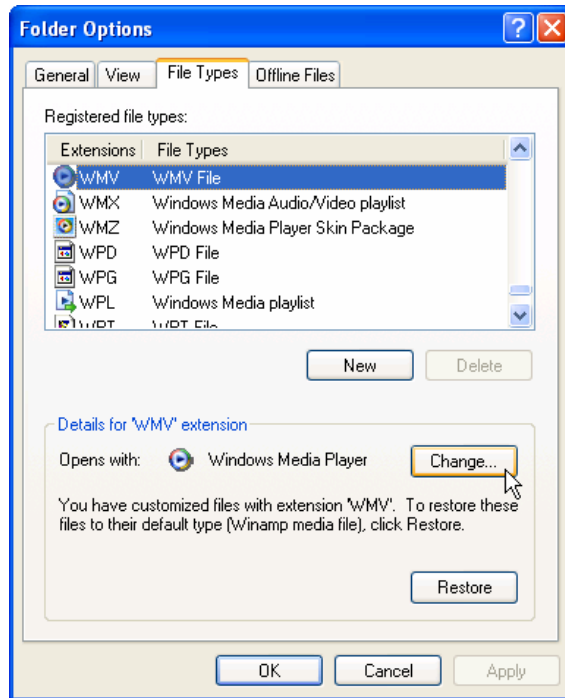 Folder Options
General View File Types Offline Files
Registered file types:
Extensions File Types
WMV WMV File
WMX Windows Media Audio/Video playlist
WMZ Windows Media Player Skin Package
WPD WPD File
WPG WPG File
WPL Windows Media playlist
WPT WPT File
New Delete
Details for 'WMV' extension
Opens with: Windows Media Player Change...
You have customized files with extension 'WMV'. To restore these
files to their default type (Winamp media file), click Restore.
Restore
OK Cancel Apply